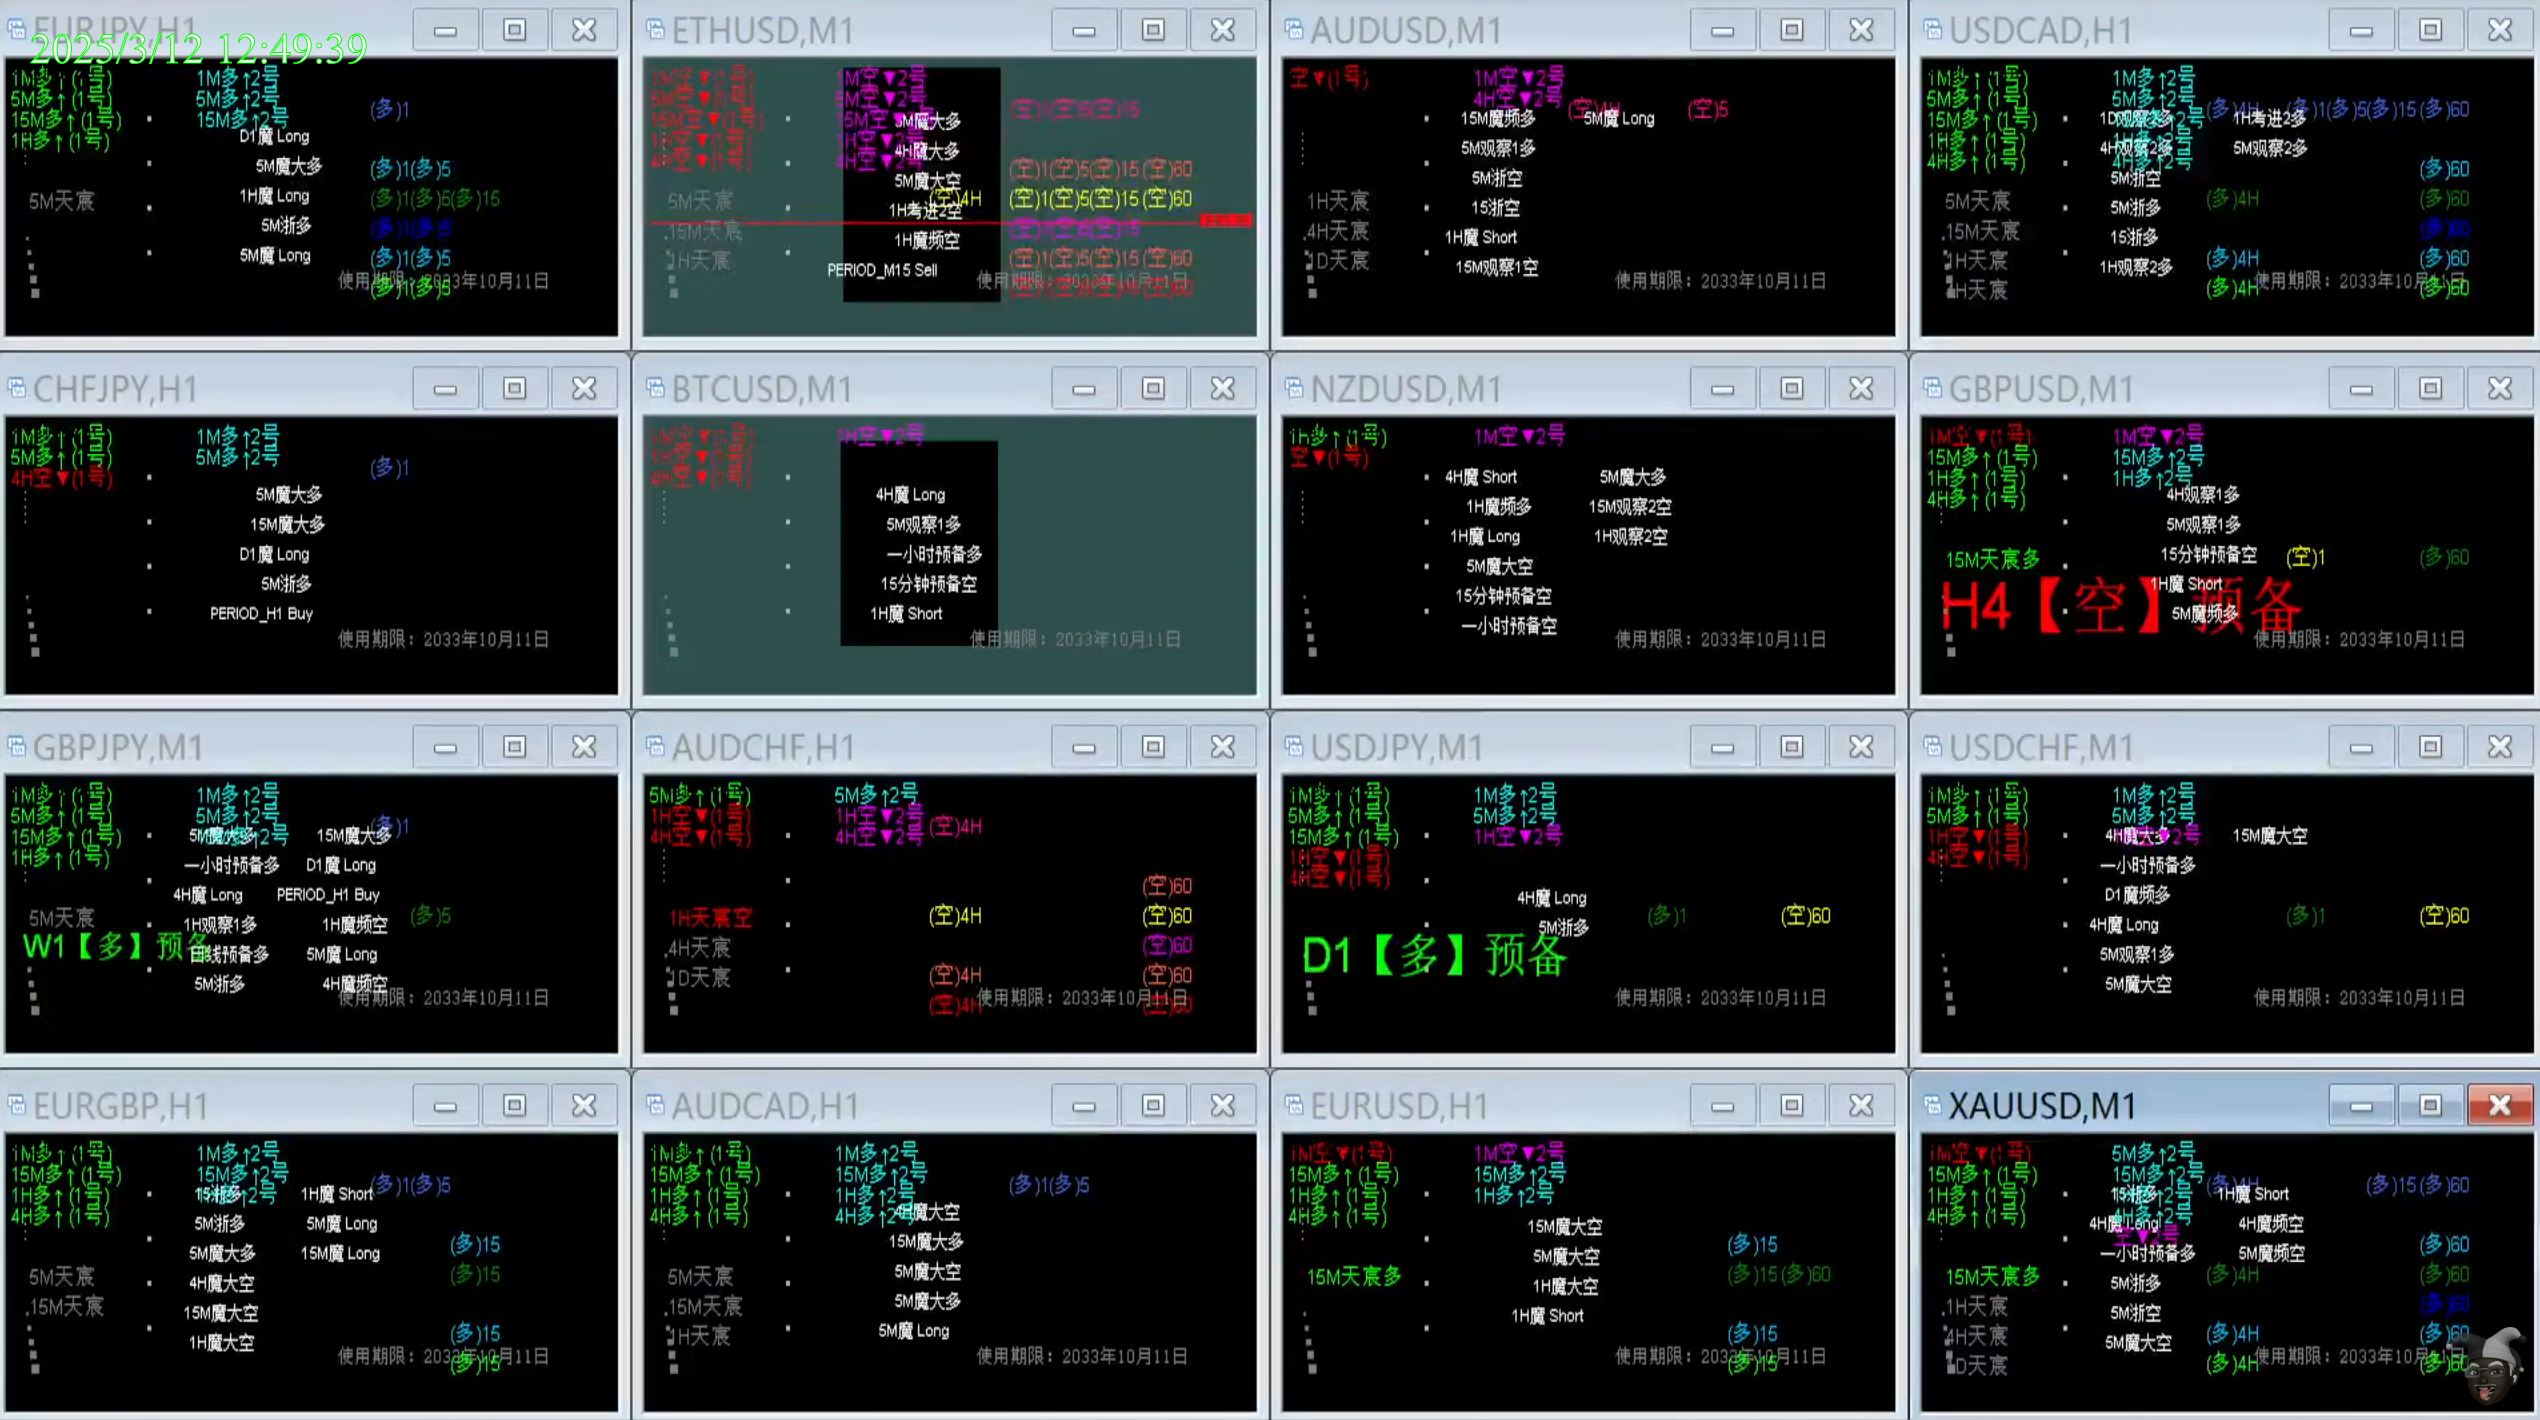 EURJPY,H1
2025/3/12 12:49:39
1M多↑(1号)
1M多↑2号
5M多↑(1号)
5M多↑2号
(多)1
15M多↑(1号)
15M多↑2号
1H多↑(1号)
D1魔 Long
5M魔大多
(多)1(多)5
5M天宸
1H魔 Long
(多)1(多)5(多)15
5M浙多
(多)1(多)5
5M魔 Long
(多)1(多)5
使用期限：2033年10月11日
(多)1(多)5
ETHUSD,M1
1M空▼(1号)
1M空▼2号
5M空▼(1号)
5M空▼2号
(空)1(空)5(空)15
15M空▼(1号)
15M空▼2号
5M魔大多
1H空▼(1号)
1H空▼2号
4H空▼(1号)
4H空▼2号
4H魔大多
(空)1(空)5(空)15(空)60
5M魔大空
5M天宸
(空)4H
(空)1(空)5(空)15(空)60
1H考进2空
15M天宸
1H魔频空
1H天宸
(空)1(空)5(空)15(空)60
PERIOD_M15 Sell
使用期限：2033年10月11日
AUDUSD,M1
空▼(1号)
1M空▼2号
4H空▼2号
(空)4H
(空)5
15M魔频多
5M魔 Long
5M观察1多
5M浙空
1H天宸
15浙空
4H天宸
1H魔 Short
1D天宸
15M观察1空
使用期限：2033年10月11日
USDCAD,H1
1M多↑(1号)
1M多↑2号
5M多↑(1号)
5M多↑2号
(多)4H
(多)1(多)5(多)15(多)60
15M多↑(1号)
1D观察2多
1H考进2多
1H多↑(1号)
4H观察2多
5M观察2多
4H多↑(1号)
4H多↑2号
(多)60
5M浙空
5M天宸
5M浙多
(多)4H
(多)60
15M天宸
15浙多
(多)60
1H天宸
1H观察2多
(多)4H
(多)60
4H天宸
(多)4H
使用期限：2033年10月11日
(多)60
CHFJPY,H1
1M多↑(1号)
1M多↑2号
5M多↑(1号)
5M多↑2号
(多)1
4H空▼(1号)
5M魔大多
15M魔大多
D1魔 Long
5M浙多
PERIOD_H1 Buy
使用期限：2033年10月11日
BTCUSD,M1
1M空▼(1号)
1H空▼2号
1H空▼(1号)
4H空▼(1号)
4H魔 Long
5M观察1多
一小时预备多
15分钟预备空
1H魔 Short
使用期限：2033年10月11日
NZDUSD,M1
1H多↑(1号)
1M空▼2号
空▼(1号)
4H魔 Short
5M魔大多
1H魔频多
15M观察2空
1H魔 Long
1H观察2空
5M魔大空
15分钟预备空
一小时预备空
使用期限：2033年10月11日
GBPUSD,M1
1M空▼(1号)
1M空▼2号
15M多↑(1号)
15M多↑2号
1H多↑(1号)
1H多↑2号
4H多↑(1号)
4H观察1多
5M观察1多
15M天宸多
15分钟预备空
(空)1
(多)60
1H魔 Short
H4【空】预备
5M魔频多
使用期限：2033年10月11日
GBPJPY,M1
1M多↑(1号)
1M多↑2号
5M多↑(1号)
5M多↑2号
(多)1
15M多↑(1号)
5M魔大多
15M魔大多
1H多↑(1号)
一小时预备多
D1魔 Long
4H魔 Long
PERIOD_H1 Buy
5M天宸
1H观察1多
1H魔频空
(多)5
W1【多】预备
日线预备多
5M魔 Long
5M浙多
4H魔频空
使用期限：2033年10月11日
AUDCHF,H1
5M多↑(1号)
5M多↑2号
1H空▼(1号)
1H空▼2号
(空)4H
4H空▼(1号)
4H空▼2号
(空)60
1H天宸空
(空)4H
(空)60
4H天宸
(空)60
1D天宸
(空)4H
(空)60
(空)4H
使用期限：2033年10月11日
(空)60
USDJPY,M1
1M多↑(1号)
1M多↑2号
5M多↑(1号)
5M多↑2号
15M多↑(1号)
1H空▼2号
1H空▼(1号)
4H空▼(1号)
4H魔 Long
(多)1
(空)60
5M浙多
D1【多】预备
使用期限：2033年10月11日
USDCHF,M1
1M多↑(1号)
1M多↑2号
5M多↑(1号)
5M多↑2号
1H空▼(1号)
4H魔大多
15M魔大空
4H空▼(1号)
一小时预备多
D1魔频多
4H魔 Long
(多)1
(空)60
5M观察1多
5M魔大空
使用期限：2033年10月11日
EURGBP,H1
1M多↑(1号)
1M多↑2号
15M多↑(1号)
15M多↑2号
(多)1(多)5
1H多↑(1号)
15浙多
1H魔 Short
4H多↑(1号)
5M浙多
5M魔 Long
(多)15
5M魔大多
15M魔 Long
5M天宸
4H魔大空
(多)15
15M天宸
15M魔大空
1H魔大空
(多)15
使用期限：2033年10月11日
(多)15
AUDCAD,H1
1M多↑(1号)
1M多↑2号
15M多↑(1号)
15M多↑2号
(多)1(多)5
1H多↑(1号)
1H多↑2号
4H多↑(1号)
4H多↑2号
4H魔大空
15M魔大多
5M天宸
5M魔大空
15M天宸
5M魔大多
1H天宸
5M魔 Long
使用期限：2033年10月11日
EURUSD,H1
1M空▼(1号)
1M空▼2号
15M多↑(1号)
15M多↑2号
1H多↑(1号)
1H多↑2号
4H多↑(1号)
15M魔大空
5M魔大空
(多)15
15M天宸多
1H魔大空
(多)15(多)60
1H魔 Short
(多)15
使用期限：2033年10月11日
(多)15
XAUUSD,M1
1M空▼(1号)
5M多↑2号
15M多↑(1号)
15M多↑2号
(多)4H
(多)15(多)60
1H多↑(1号)
15浙多
1H魔 Short
4H多↑(1号)
4H魔 Long
4H魔频空
空▼2号
一小时预备多
5M魔频空
(多)60
15M天宸多
5M浙多
(多)4H
(多)60
1H天宸
5M浙空
(多)60
4H天宸
5M魔大空
(多)4H
(多)60
1D天宸
(多)4H
使用期限：2033年10月11日
(多)60